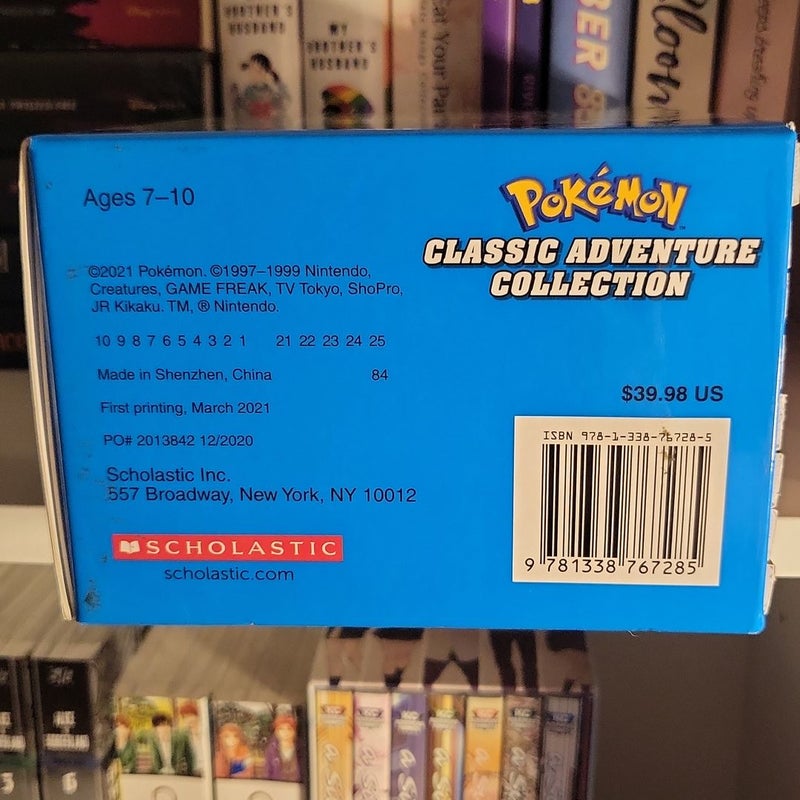 BROTHER'S
HUSBAND
MY
BROTHER'S
HUSBAND
Ages 7–10
POKéMON
CLASSIC ADVENTURE
COLLECTION
©2021 Pokémon. ©1997–1999 Nintendo,
Creatures, GAME FREAK, TV Tokyo, ShoPro,
JR Kikaku. TM, ® Nintendo.
10 9 8 7 6 5 4 3 2 1 21 22 23 24 25
Made in Shenzhen, China 84
First printing, March 2021
PO# 2013842 12/2020
Scholastic Inc.
557 Broadway, New York, NY 10012
SCHOLASTIC
scholastic.com
$39.98 US
ISBN 978-1-338-76728-5
9 781338 767285